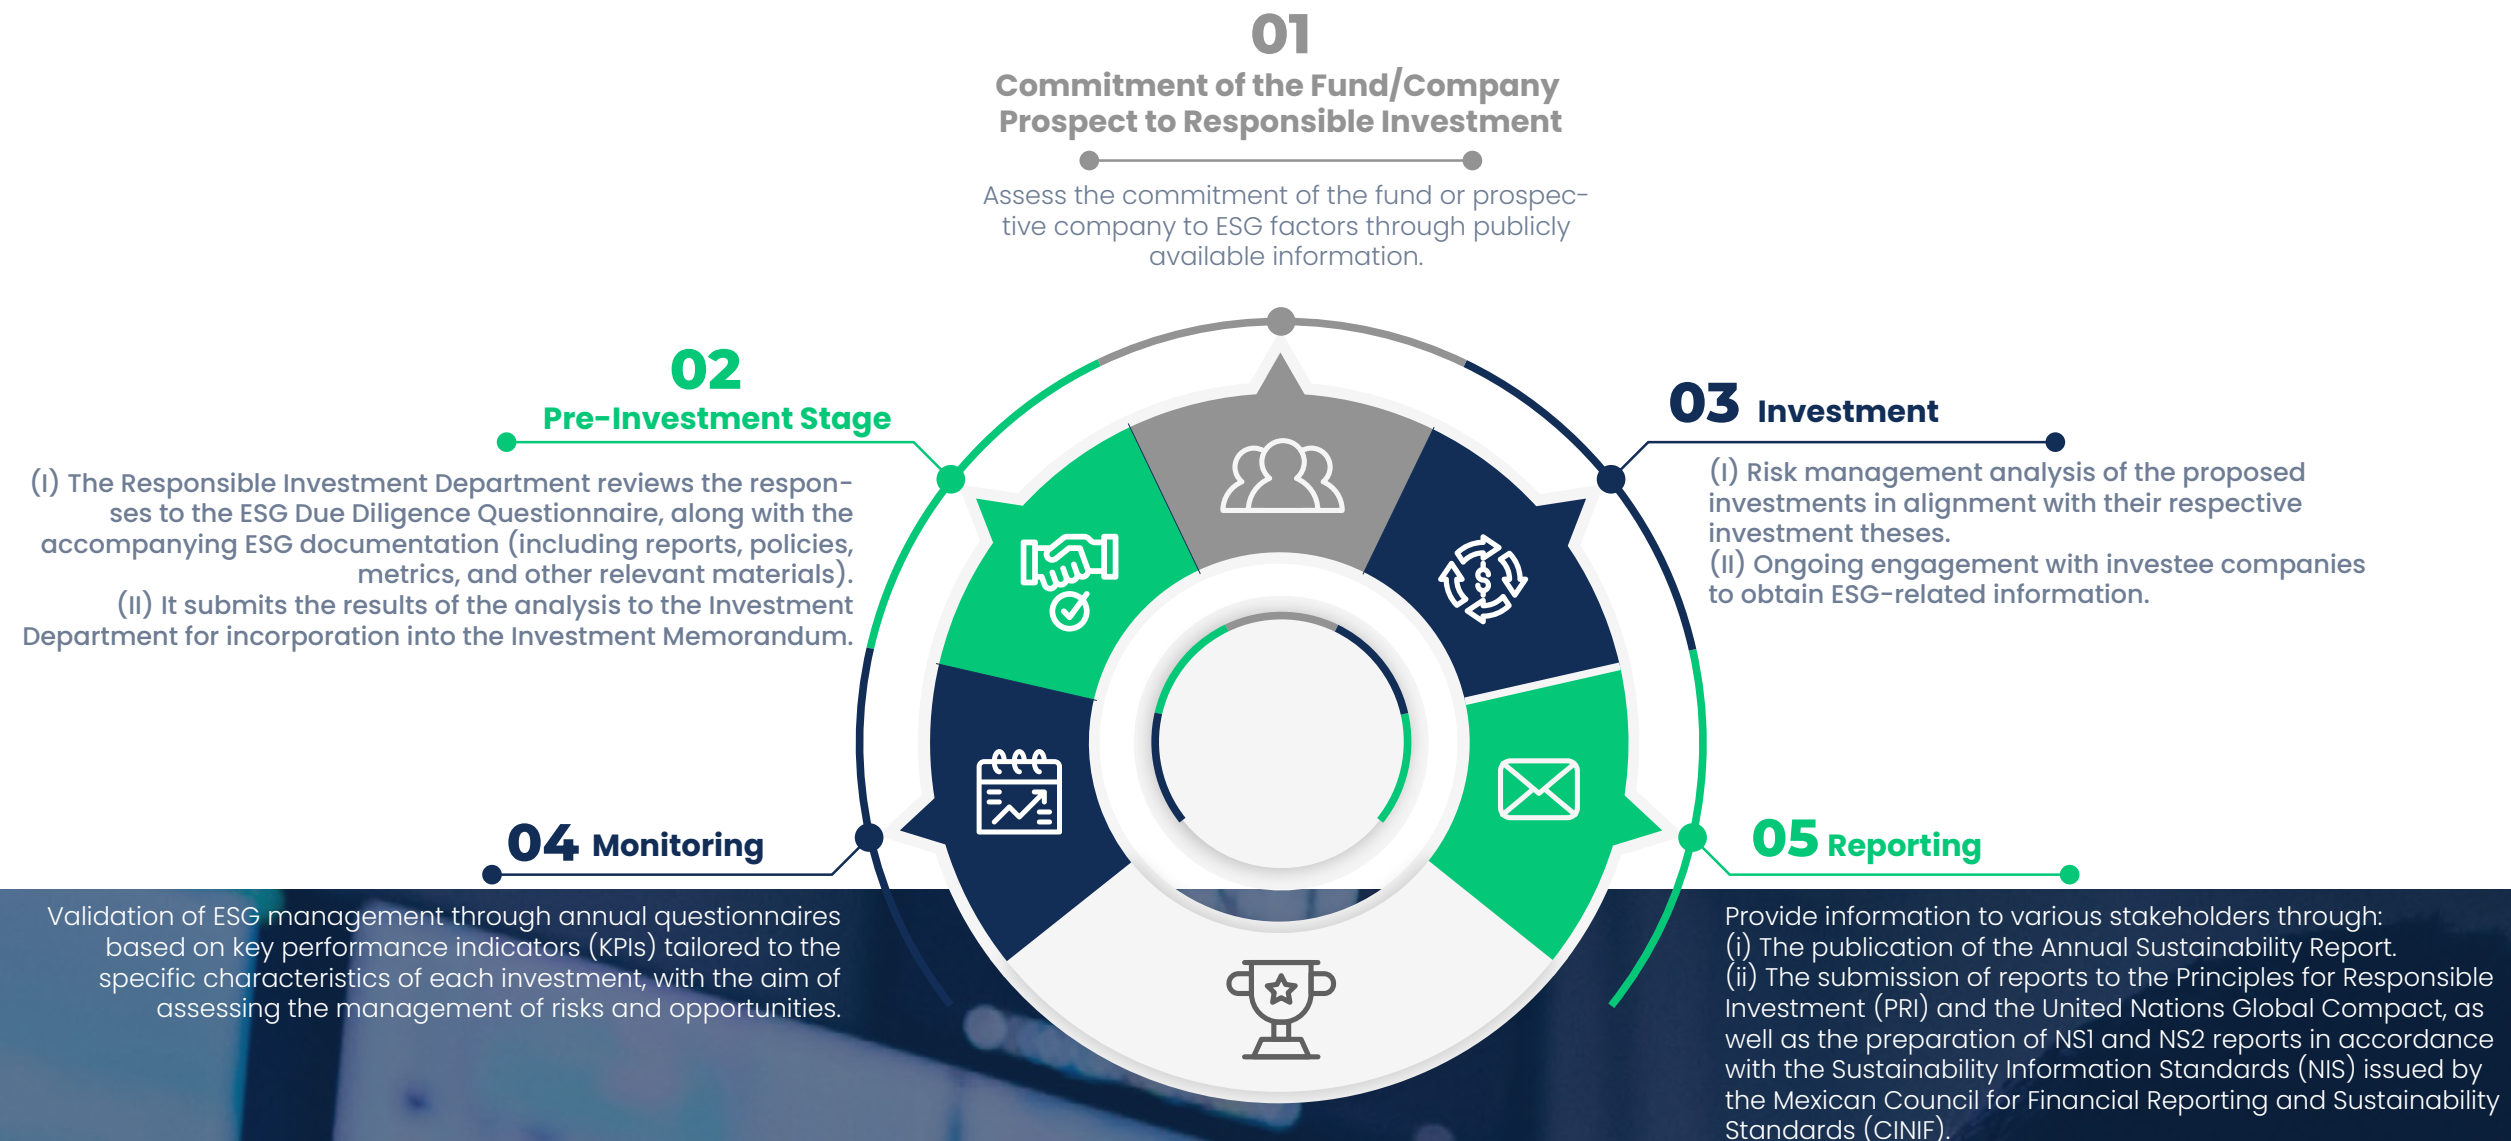 01
Commitment of the Fund/Company
Prospect to Responsible Investment
Assess the commitment of the fund or prospec-
tive company to ESG factors through publicly
available information.
02
Pre-Investment Stage
(I) The Responsible Investment Department reviews the respon-
ses to the ESG Due Diligence Questionnaire, along with the
accompanying ESG documentation (including reports, policies,
metrics, and other relevant materials).
(II) It submits the results of the analysis to the Investment
Department for incorporation into the Investment Memorandum.
03 Investment
(I) Risk management analysis of the proposed
investments in alignment with their respective
investment theses.
(II) Ongoing engagement with investee companies
to obtain ESG-related information.
$
04 Monitoring
Validation of ESG management through annual questionnaires
based on key performance indicators (KPIs) tailored to the
specific characteristics of each investment, with the aim of
assessing the management of risks and opportunities.
05 Reporting
Provide information to various stakeholders through:
(i) The publication of the Annual Sustainability Report.
(ii) The submission of reports to the Principles for Responsible
Investment (PRI) and the United Nations Global Compact, as
well as the preparation of NS1 and NS2 reports in accordance
with the Sustainability Information Standards (NIS) issued by
the Mexican Council for Financial Reporting and Sustainability
Standards (CINIF).